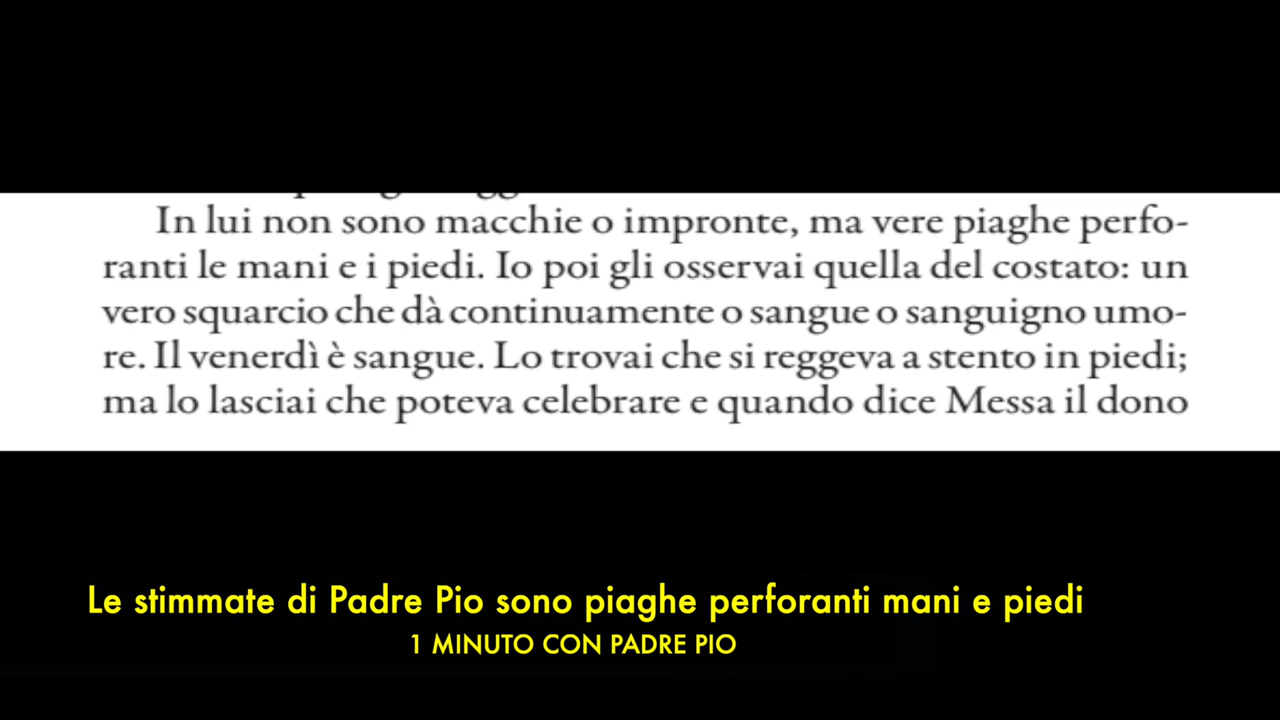 In lui non sono macchie o impronte, ma vere piaghe perfo-
ranti le mani e i piedi. Io poi gli osservai quella del costato: un
vero squarcio che dà continuamente o sangue o sanguigno umo-
re. Il venerdì è sangue. Lo trovai che si reggeva a stento in piedi;
ma lo lasciai che poteva celebrare e quando dice Messa il dono
Le stimmate di Padre Pio sono piaghe perforanti mani e piedi
1 MINUTO CON PADRE PIO